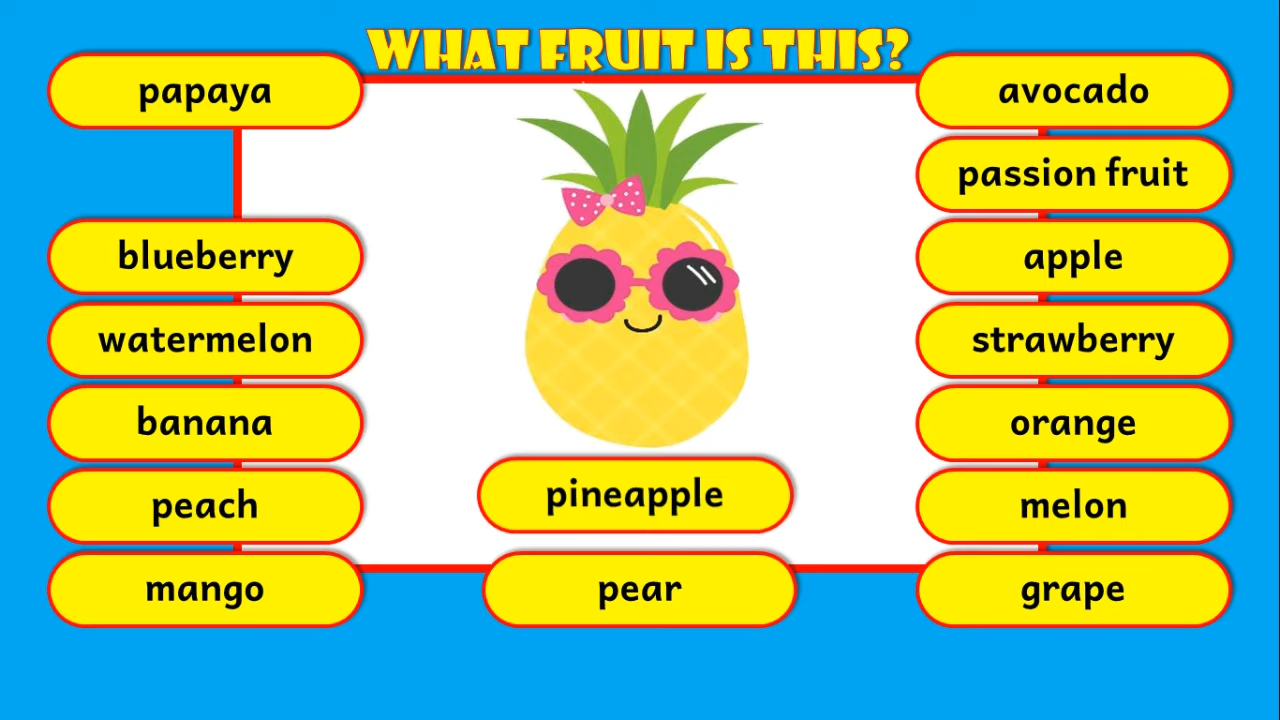 WHAT FRUIT IS THIS?
papaya
blueberry
watermelon
banana
peach
mango
pineapple
pear
avocado
passion fruit
apple
strawberry
orange
melon
grape